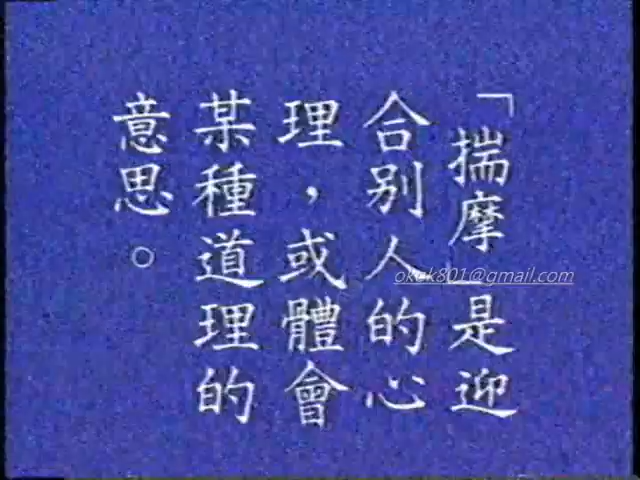 「揣摩」是迎
合別人的心
理，或體會
某種道理的
意思。
okok801@gmail.com